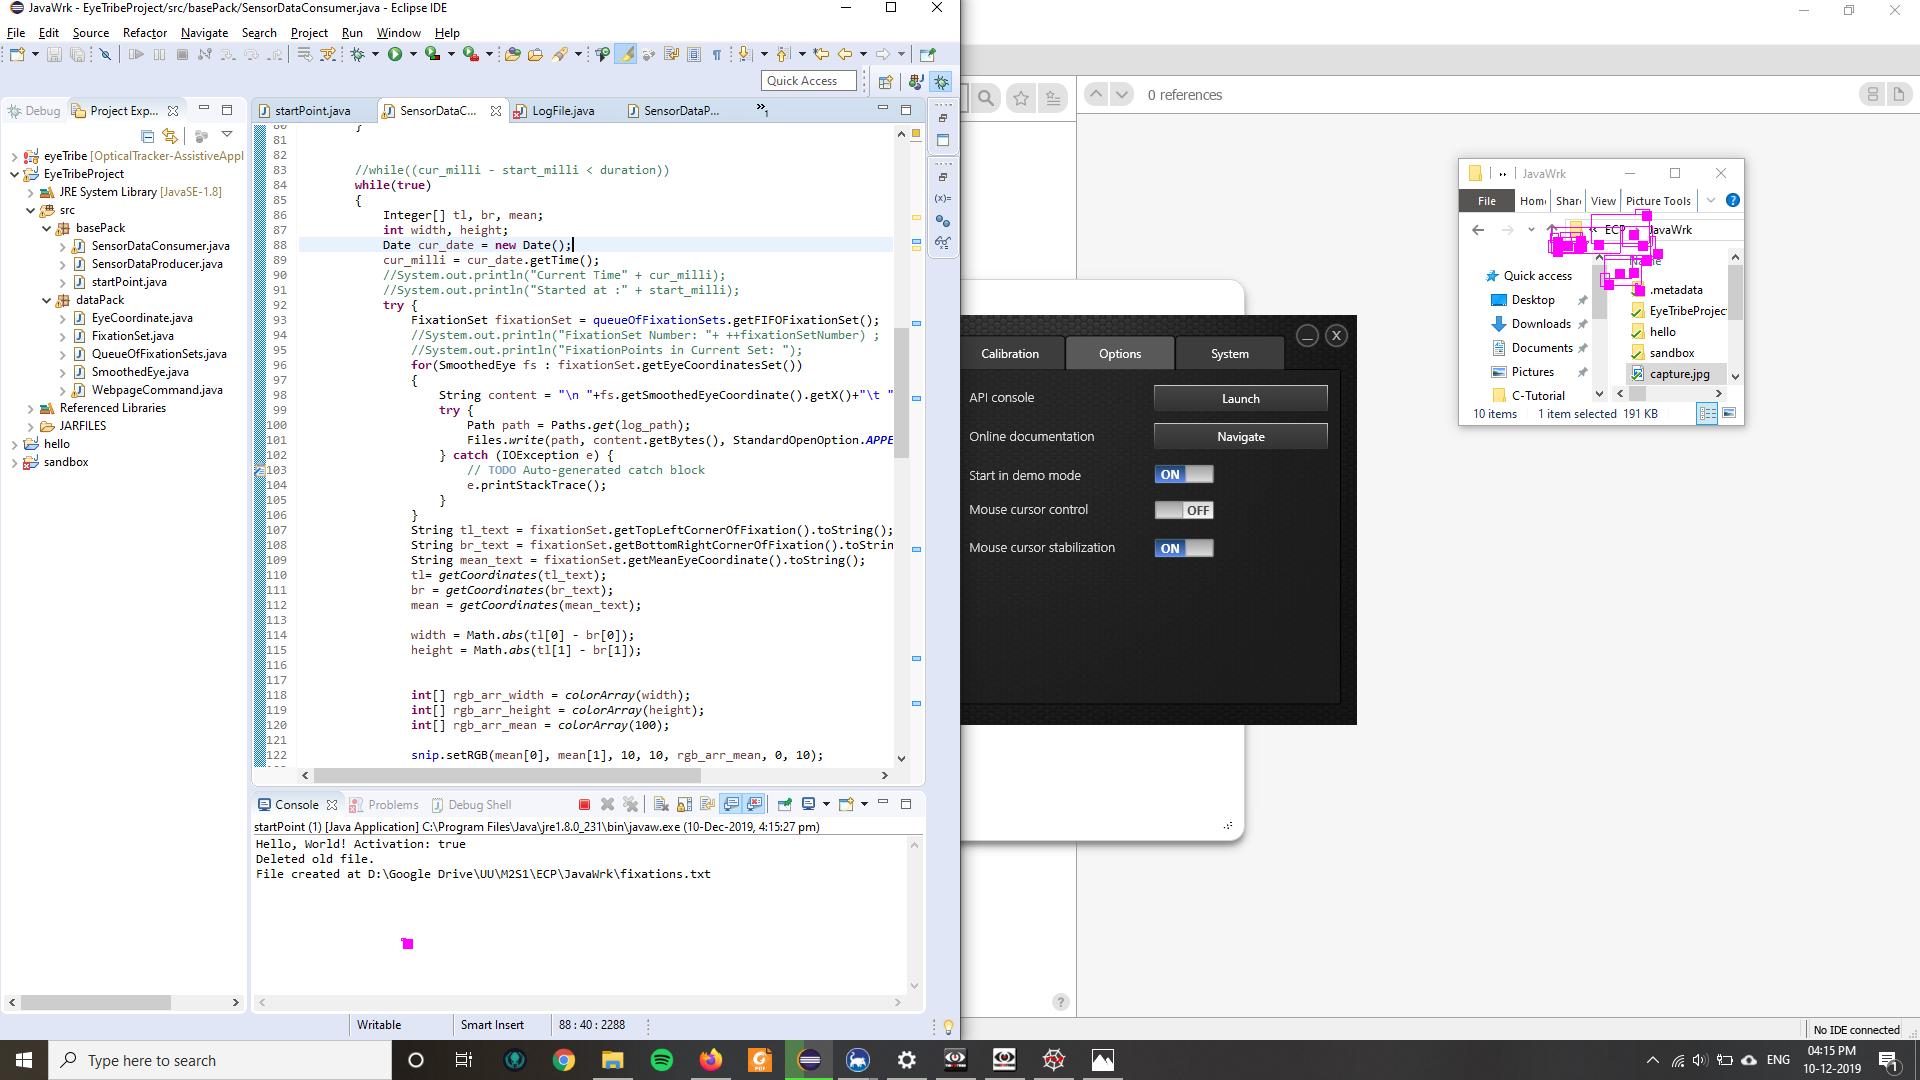 JavaWrk - EyeTribeProject/src/basePack/SensorDataConsumer.java - Eclipse IDE
File Edit Source Refactor Navigate Search Project Run Window Help
Quick Access
Debug Project Exp...
eyeTribe [OpticalTracker-AssistiveAppl
EyeTribeProject
JRE System Library [JavaSE-1.8]
src
basePack
SensorDataConsumer.java
SensorDataProducer.java
startPoint.java
dataPack
EyeCoordinate.java
FixationSet.java
QueueOfFixationSets.java
SmoothedEye.java
WebpageCommand.java
Referenced Libraries
JARFILES
hello
sandbox
startPoint.java SensorDataC... LogFile.java SensorDataP... »1
80 }
81
82
83 //while((cur_milli - start_milli < duration))
84 while(true)
85 {
86 Integer[] tl, br, mean;
87 int width, height;
88 Date cur_date = new Date();
89 cur_milli = cur_date.getTime();
90 //System.out.println("Current Time" + cur_milli);
91 //System.out.println("Started at :" + start_milli);
92 try {
93 FixationSet fixationSet = queueOfFixationSets.getFIFOFixationSet();
94 //System.out.println("FixationSet Number: "+ ++fixationSetNumber) ;
95 //System.out.println("FixationPoints in Current Set: ");
96 for(SmoothedEye fs : fixationSet.getEyeCoordinatesSet())
97 {
98 String content = "\n "+fs.getSmoothedEyeCoordinate().getX()+"\t "
99 try {
100 Path path = Paths.get(log_path);
101 Files.write(path, content.getBytes(), StandardOpenOption.APPE
102 } catch (IOException e) {
103 // TODO Auto-generated catch block
104 e.printStackTrace();
105 }
106 }
107 String tl_text = fixationSet.getTopLeftCornerOfFixation().toString();
108 String br_text = fixationSet.getBottomRightCornerOfFixation().toStrin
109 String mean_text = fixationSet.getMeanEyeCoordinate().toString();
110 tl= getCoordinates(tl_text);
111 br = getCoordinates(br_text);
112 mean = getCoordinates(mean_text);
113
114 width = Math.abs(tl[0] - br[0]);
115 height = Math.abs(tl[1] - br[1]);
116
117
118 int[] rgb_arr_width = colorArray(width);
119 int[] rgb_arr_height = colorArray(height);
120 int[] rgb_arr_mean = colorArray(100);
121
122 snip.setRGB(mean[0], mean[1], 10, 10, rgb_arr_mean, 0, 10);
Console Problems Debug Shell
startPoint (1) [Java Application] C:\Program Files\Java\jre1.8.0_231\bin\javaw.exe (10-Dec-2019, 4:15:27 pm)
Hello, World! Activation: true
Deleted old file.
File created at D:\Google Drive\UU\M2S1\ECP\JavaWrk\fixations.txt
Writable Smart Insert 88 : 40 : 2288
0 references
Calibration Options System
API console Launch
Online documentation Navigate
Start in demo mode ON
Mouse cursor control OFF
Mouse cursor stabilization ON
JavaWrk
File Hom Shar View Picture Tools
« ECP JavaWrk
Quick access
Desktop
Downloads
Documents
Pictures
C-Tutorial
.metadata
EyeTribeProjec
hello
sandbox
capture.jpg
10 items 1 item selected 191 KB
No IDE connected
Type here to search
ENG
04:15 PM
10-12-2019
1